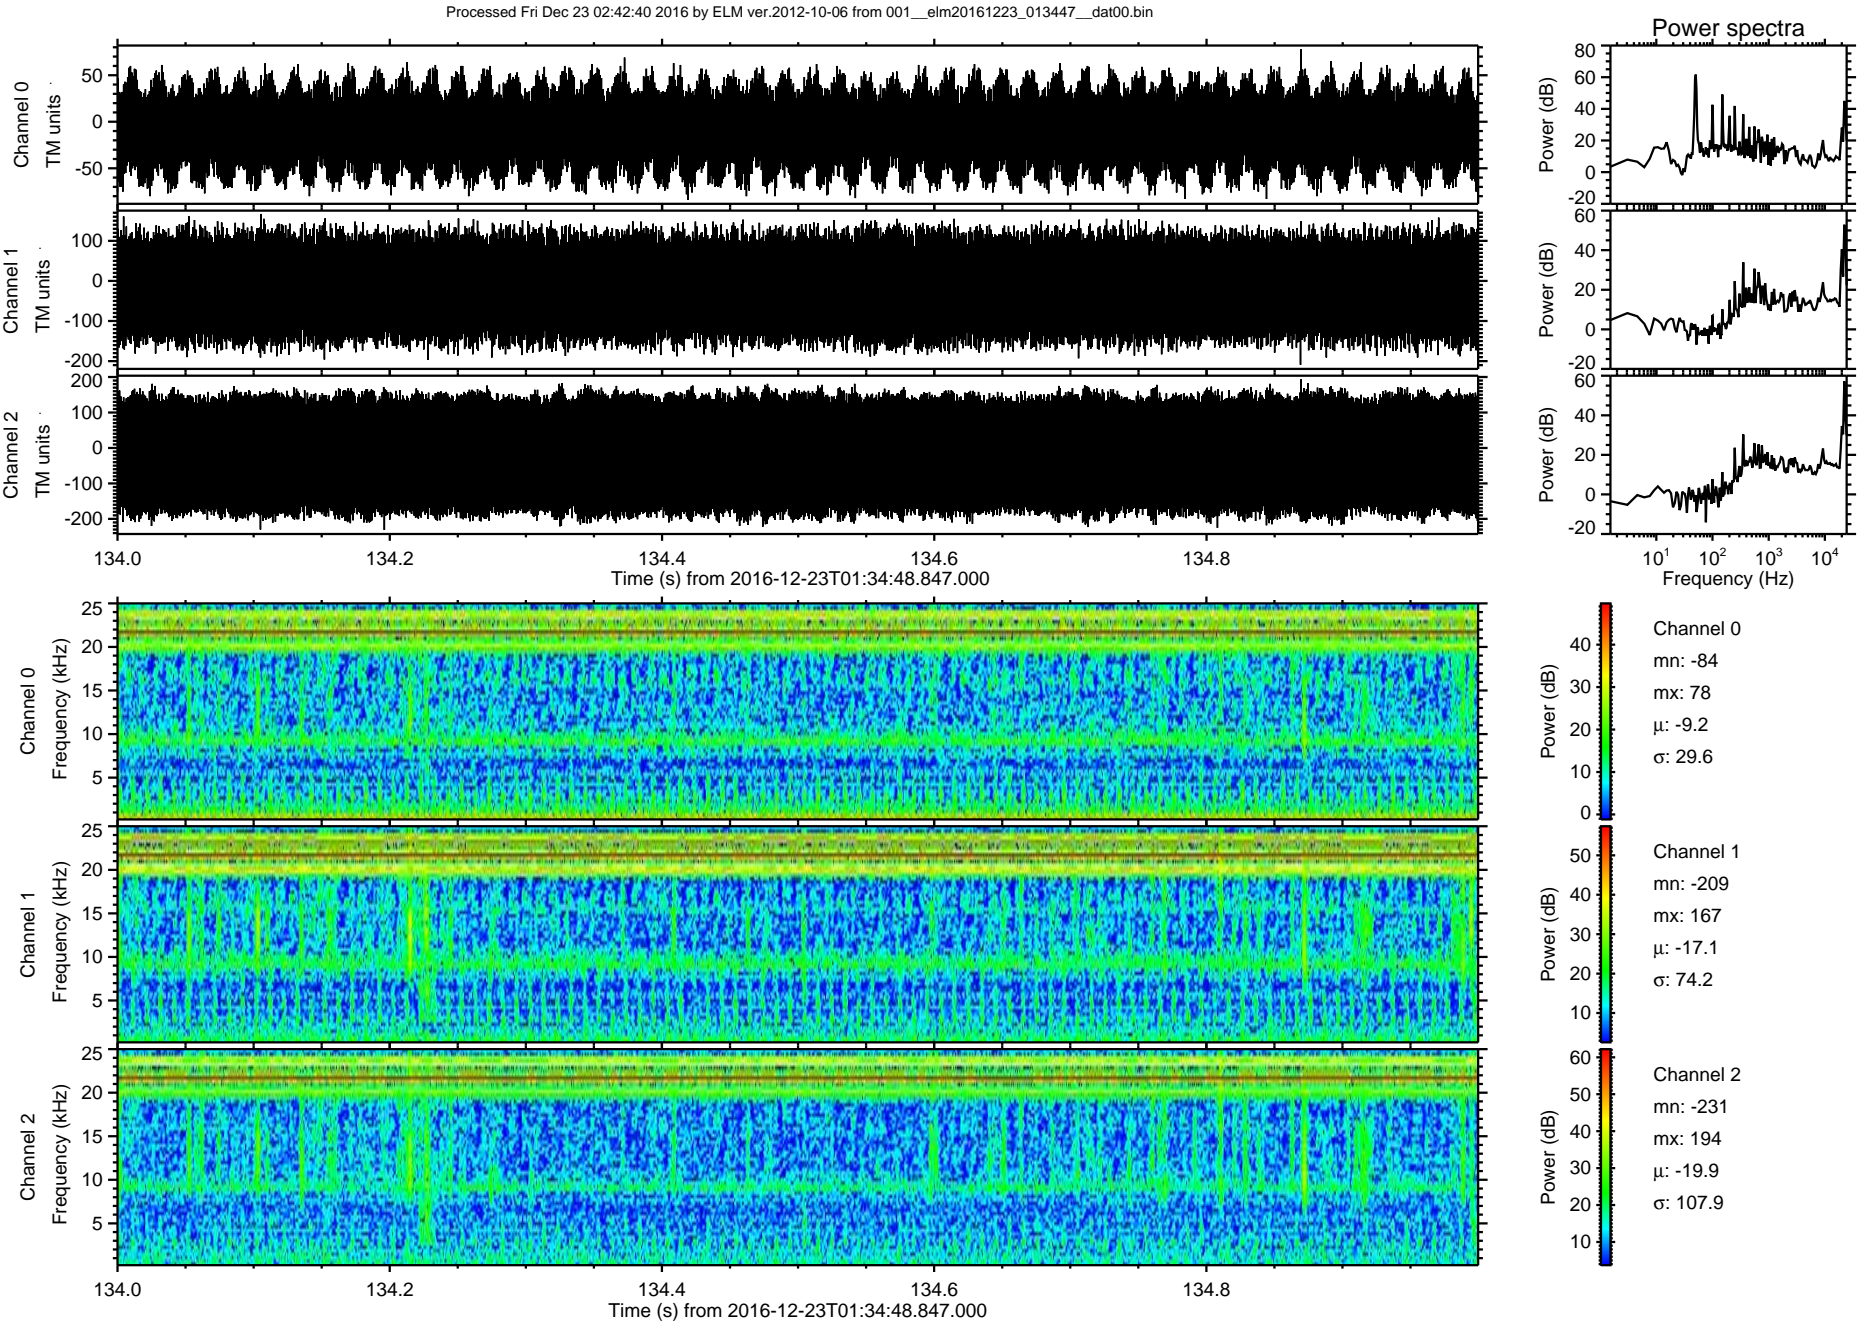 Processed Fri Dec 23 02:42:40 2016 by ELM ver.2012-10-06 from 001__elm20161223_013447__dat00.bin
Power spectra
Channel 0
TM units
50
0
-50
Power (dB)
80
60
40
20
0
-20
Channel 1
TM units
100
0
-100
-200
Power (dB)
60
40
20
0
-20
Channel 2
TM units
200
100
0
-100
-200
Power (dB)
60
40
20
0
-20
134.0 134.2 134.4 134.6 134.8
Time (s) from 2016-12-23T01:34:48.847.000
10^1 10^2 10^3 10^4
Frequency (Hz)
Channel 0
Frequency (kHz)
25
20
15
10
5
Power (dB)
40
30
20
10
0
Channel 0
mn: -84
mx: 78
μ: -9.2
σ: 29.6
Channel 1
Frequency (kHz)
25
20
15
10
5
Power (dB)
50
40
30
20
10
Channel 1
mn: -209
mx: 167
μ: -17.1
σ: 74.2
Channel 2
Frequency (kHz)
25
20
15
10
5
Power (dB)
60
50
40
30
20
10
Channel 2
mn: -231
mx: 194
μ: -19.9
σ: 107.9
134.0 134.2 134.4 134.6 134.8
Time (s) from 2016-12-23T01:34:48.847.000